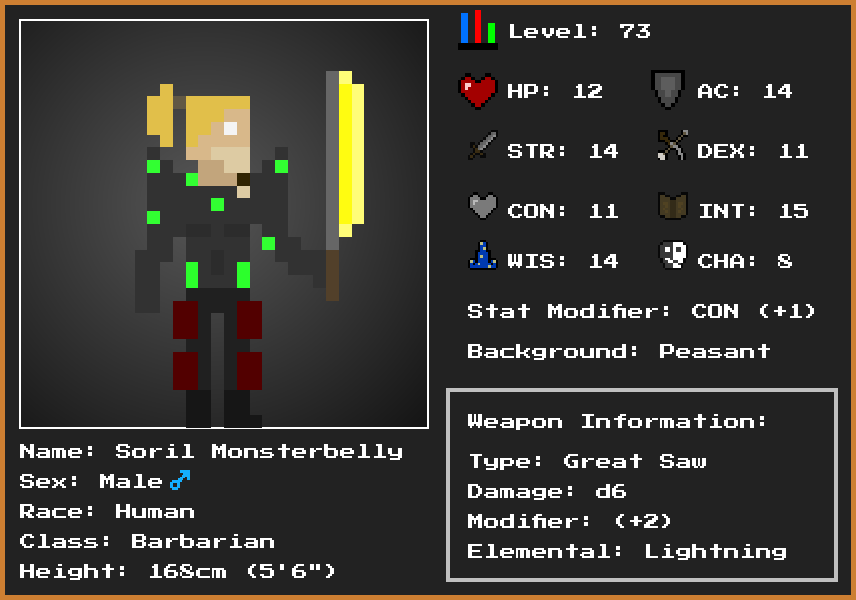 Level: 73
HP: 12
AC: 14
STR: 14
DEX: 11
CON: 11
INT: 15
WIS: 14
CHA: 8
Stat Modifier: CON (+1)
Background: Peasant
Weapon Information:
Type: Great Saw
Damage: d6
Modifier: (+2)
Elemental: Lightning
Name: Soril Monsterbelly
Sex: Male♂
Race: Human
Class: Barbarian
Height: 168cm (5'6")